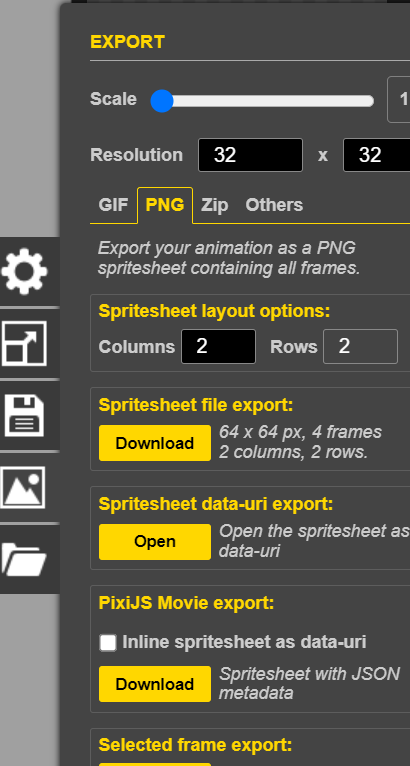 EXPORT
Scale 1
Resolution 32 x 32
GIF PNG Zip Others
Export your animation as a PNG
spritesheet containing all frames.
Spritesheet layout options:
Columns 2 Rows 2
Spritesheet file export:
Download 64 x 64 px, 4 frames
2 columns, 2 rows.
Spritesheet data-uri export:
Open Open the spritesheet as
data-uri
PixiJS Movie export:
Inline spritesheet as data-uri
Download Spritesheet with JSON
metadata
Selected frame export: